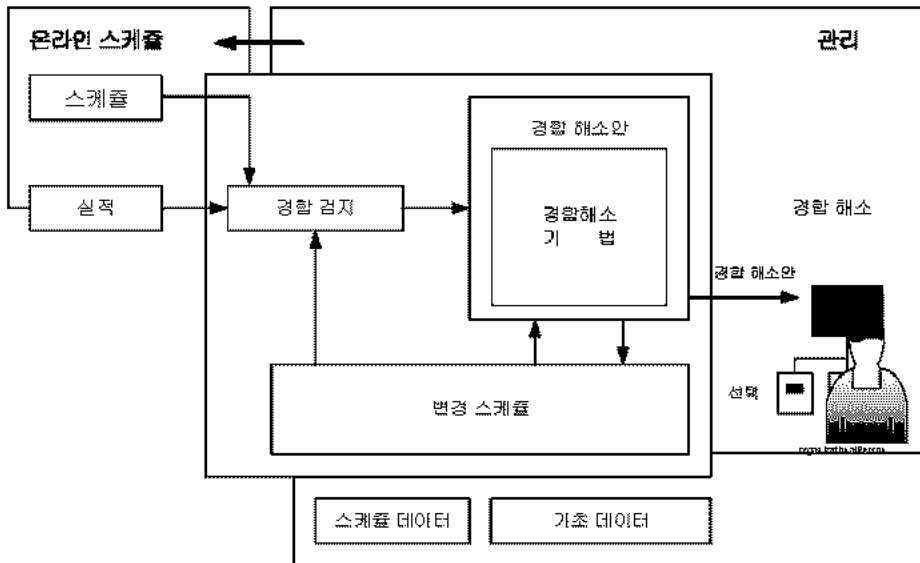 온라인 스케쥴
관리
스케쥴
경합 해소안
실적
경합 검지
경합해소
기 법
경합 해소
경합 해소안
변경 스케쥴
선택
스케쥴 데이터
기초 데이터